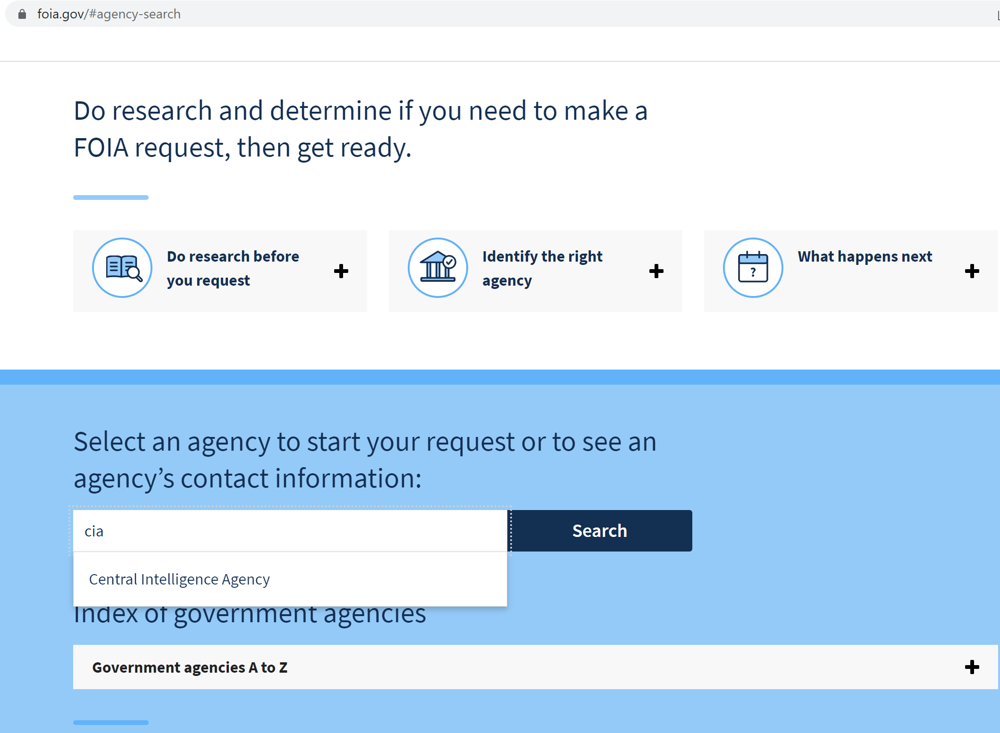 foia.gov/#agency-search
Do research and determine if you need to make a
FOIA request, then get ready.
Do research before
you request
Identify the right
agency
?
What happens next
Select an agency to start your request or to see an
agency’s contact information:
cia
Search
Central Intelligence Agency
Index of government agencies
Government agencies A to Z